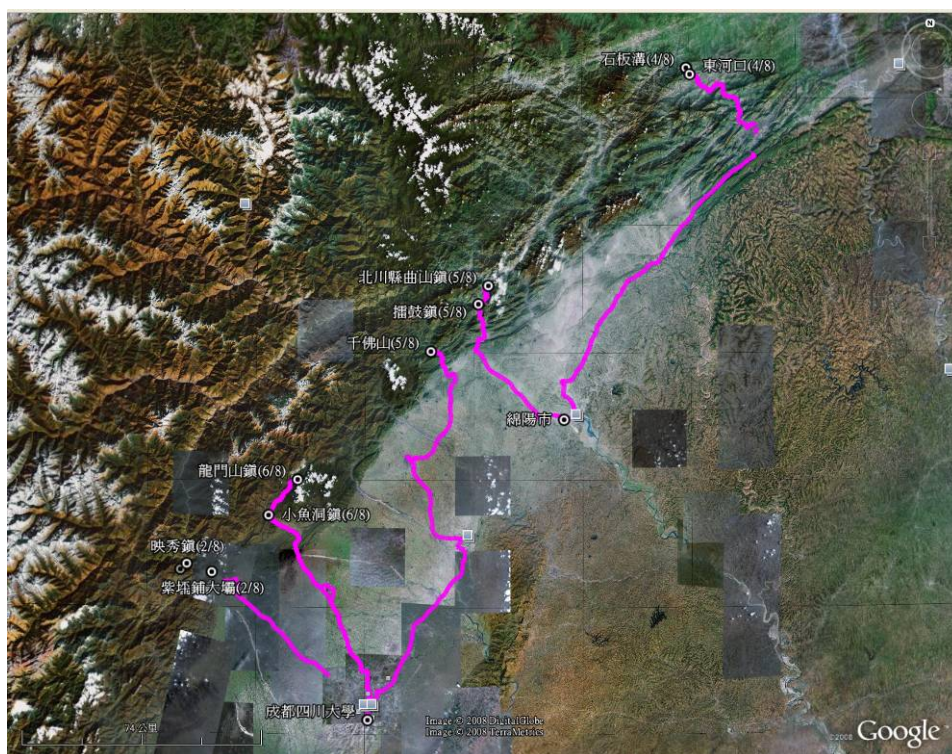 N
石板溝(4/8)
東河口(4/8)
北川縣曲山鎮(5/8)
擂鼓鎮(5/8)
千佛山(5/8)
綿陽市
龍門山鎮(6/8)
小魚洞鎮(6/8)
映秀鎮(2/8)
紫坪鋪大壩(2/8)
成都四川大學
74 公里
Image © 2008 DigitalGlobe
Image © 2008 TerraMetrics
©2008 Google